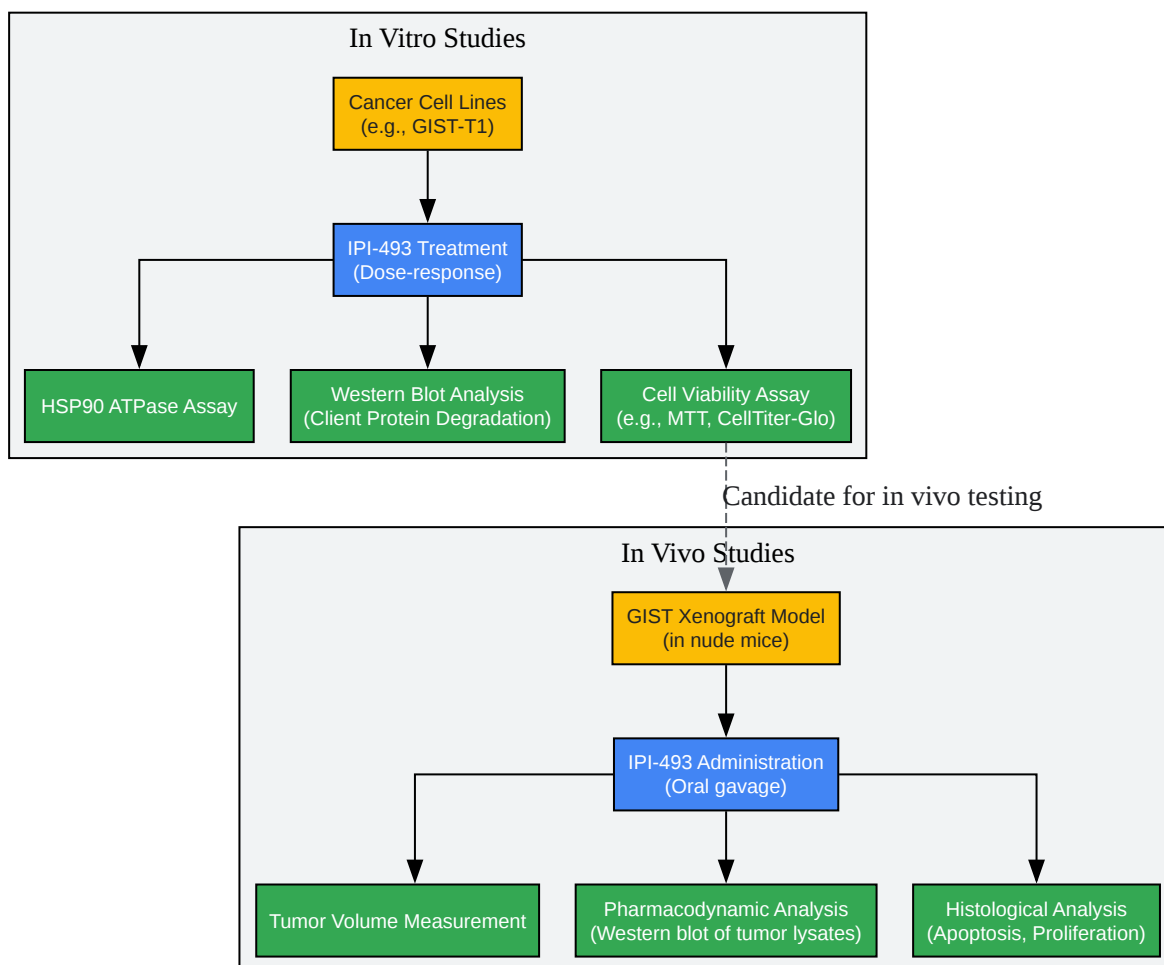 In Vitro Studies
Cancer Cell Lines
(e.g., GIST-T1)
IPI-493 Treatment
(Dose-response)
HSP90 ATPase Assay
Western Blot Analysis
(Client Protein Degradation)
Cell Viability Assay
(e.g., MTT, CellTiter-Glo)
Candidate for in vivo testing
In Vivo Studies
GIST Xenograft Model
(in nude mice)
IPI-493 Administration
(Oral gavage)
Tumor Volume Measurement
Pharmacodynamic Analysis
(Western blot of tumor lysates)
Histological Analysis
(Apoptosis, Proliferation)